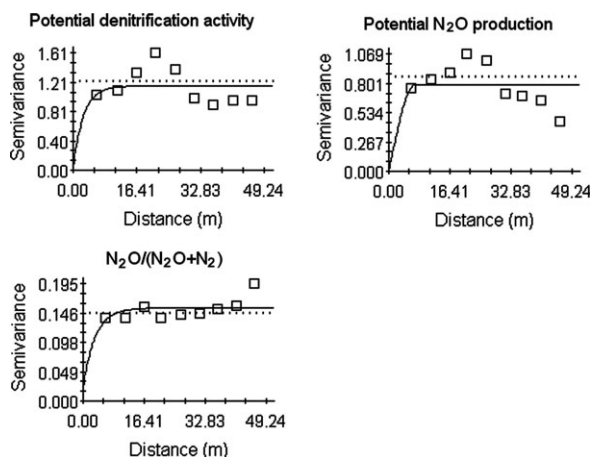 Potential denitrification activity
Semivariance
1.61
1.21
0.81
0.40
0.00
0.00 16.41 32.83 49.24
Distance (m)
Potential N₂O production
Semivariance
1.069
0.801
0.534
0.267
0.000
0.00 16.41 32.83 49.24
Distance (m)
N₂O/(N₂O+N₂)
Semivariance
0.195
0.146
0.098
0.049
0.000
0.00 16.41 32.83 49.24
Distance (m)